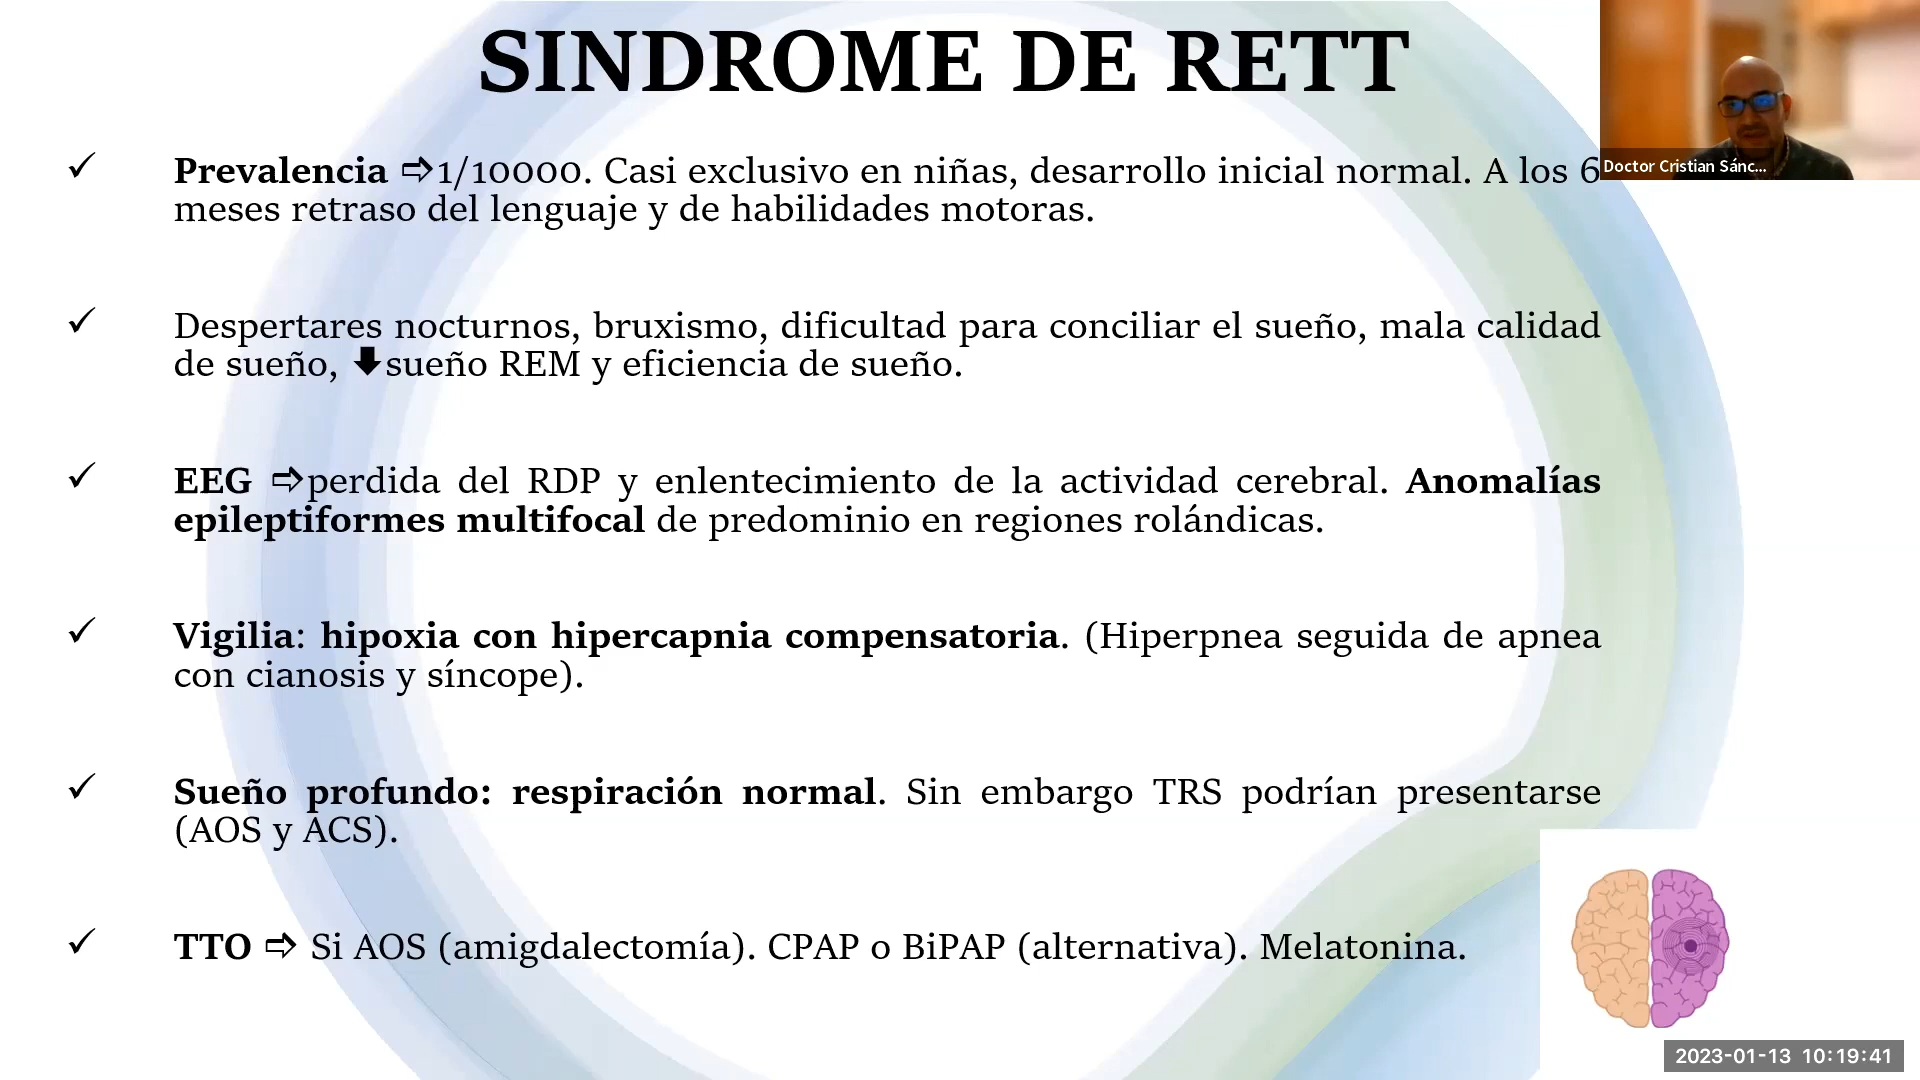 SINDROME DE RETT
✓ Prevalencia ⇨1/10000. Casi exclusivo en niñas, desarrollo inicial normal. A los 6
meses retraso del lenguaje y de habilidades motoras.
✓ Despertares nocturnos, bruxismo, dificultad para conciliar el sueño, mala calidad
de sueño, 🡇sueño REM y eficiencia de sueño.
✓ EEG ⇨perdida del RDP y enlentecimiento de la actividad cerebral. Anomalías
epileptiformes multifocal de predominio en regiones rolándicas.
✓ Vigilia: hipoxia con hipercapnia compensatoria. (Hiperpnea seguida de apnea
con cianosis y síncope).
✓ Sueño profundo: respiración normal. Sin embargo TRS podrían presentarse
(AOS y ACS).
✓ TTO ⇨ Si AOS (amigdalectomía). CPAP o BiPAP (alternativa). Melatonina.
Doctor Cristian Sánc...
2023-01-13 10:19:41